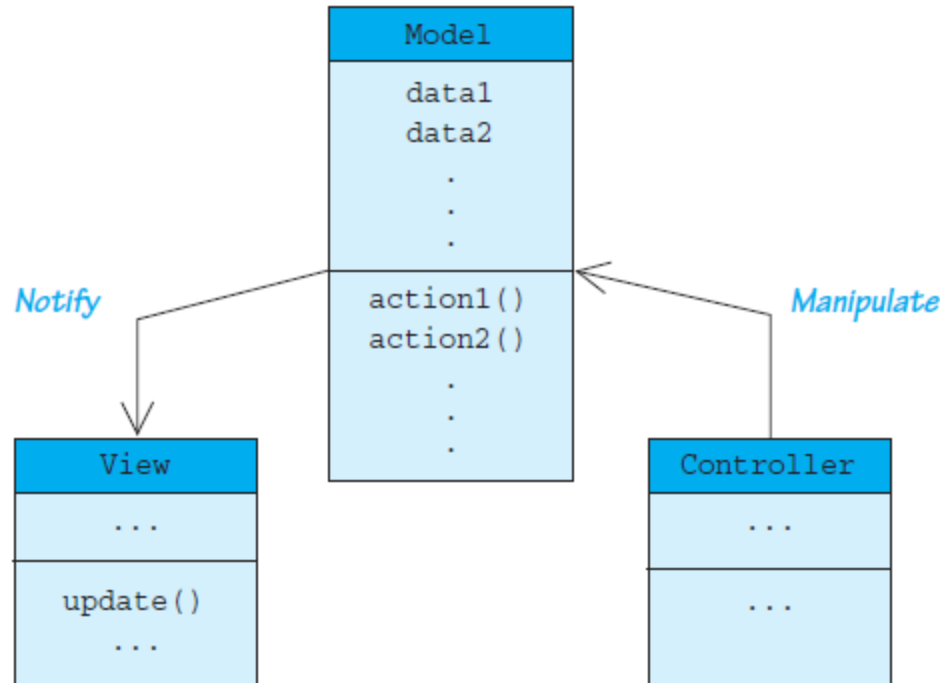 Model
data1
data2
.
.
.
Notify
Manipulate
action1()
action2()
.
.
.
View
...
update()
...
Controller
...
...